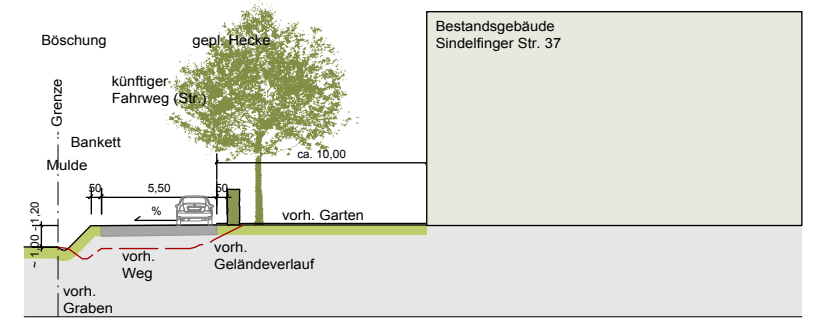 Bestandsgebäude
Sindelfinger Str. 37
Böschung
gepl. Hecke
künftiger
Fahrweg (Str.)
Grenze
Bankett
Mulde
ca. 10,00
50
5,50
50
%
vorh. Garten
~ 1,00 -1,20
vorh.
Weg
vorh.
Geländeverlauf
vorh.
Graben